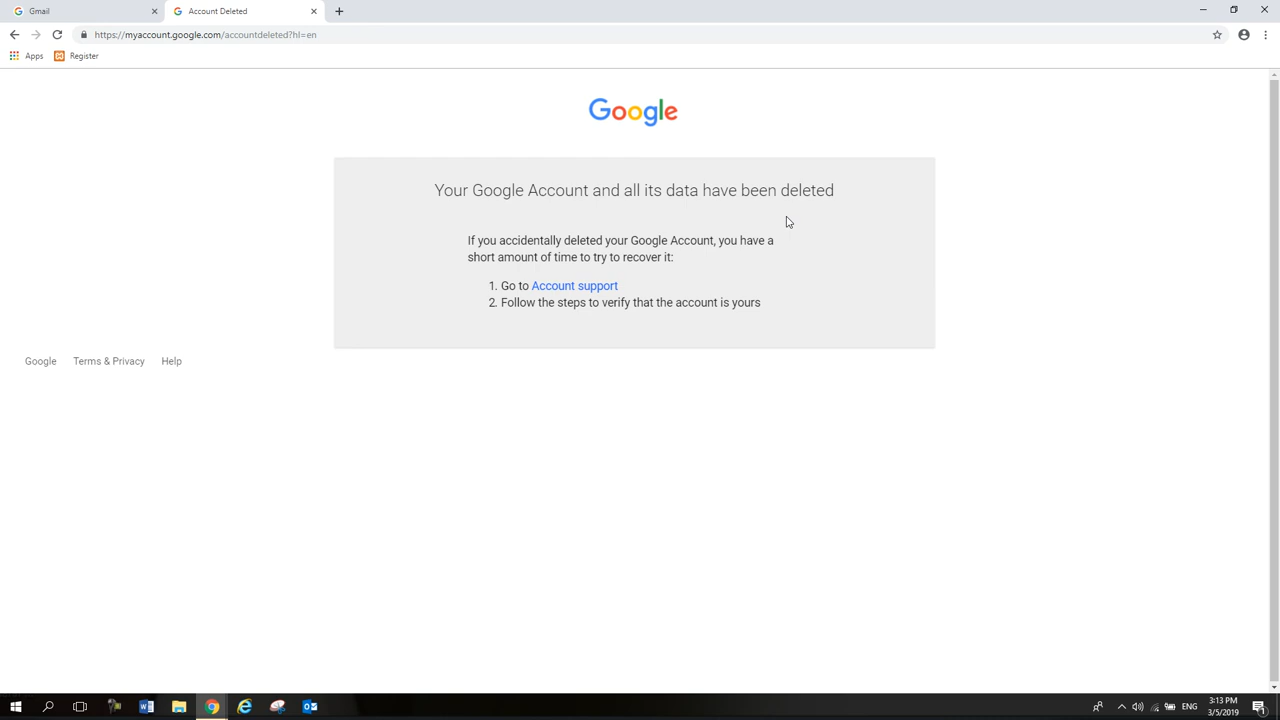 Gmail
Account Deleted
https://myaccount.google.com/accountdeleted?hl=en
Apps Register
Google
Your Google Account and all its data have been deleted
If you accidentally deleted your Google Account, you have a
short amount of time to try to recover it:
1. Go to Account support
2. Follow the steps to verify that the account is yours
Google Terms & Privacy Help
ENG
3:13 PM
3/5/2019